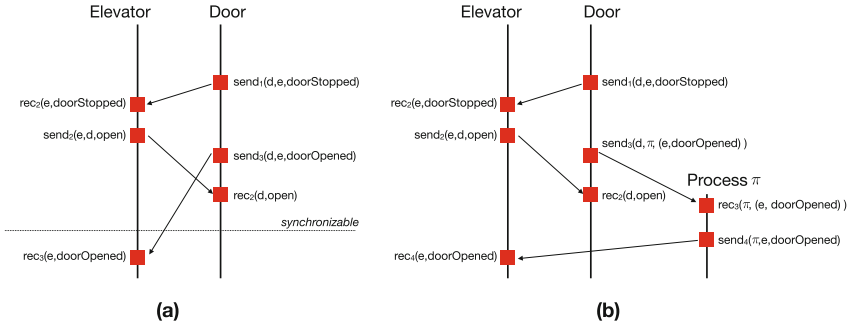 Elevator Door
send₁(d,e,doorStopped)
rec₂(e,doorStopped)
send₂(e,d,open)
send₃(d,e,doorOpened)
rec₂(d,open)
synchronizable
rec₃(e,doorOpened)
(a)
Elevator Door
send₁(d,e,doorStopped)
rec₂(e,doorStopped)
send₂(e,d,open)
send₃(d,π, (e,doorOpened) )
Process π
rec₂(d,open)
rec₃(π, (e, doorOpened) )
send₄(π,e,doorOpened)
rec₄(e,doorOpened)
(b)